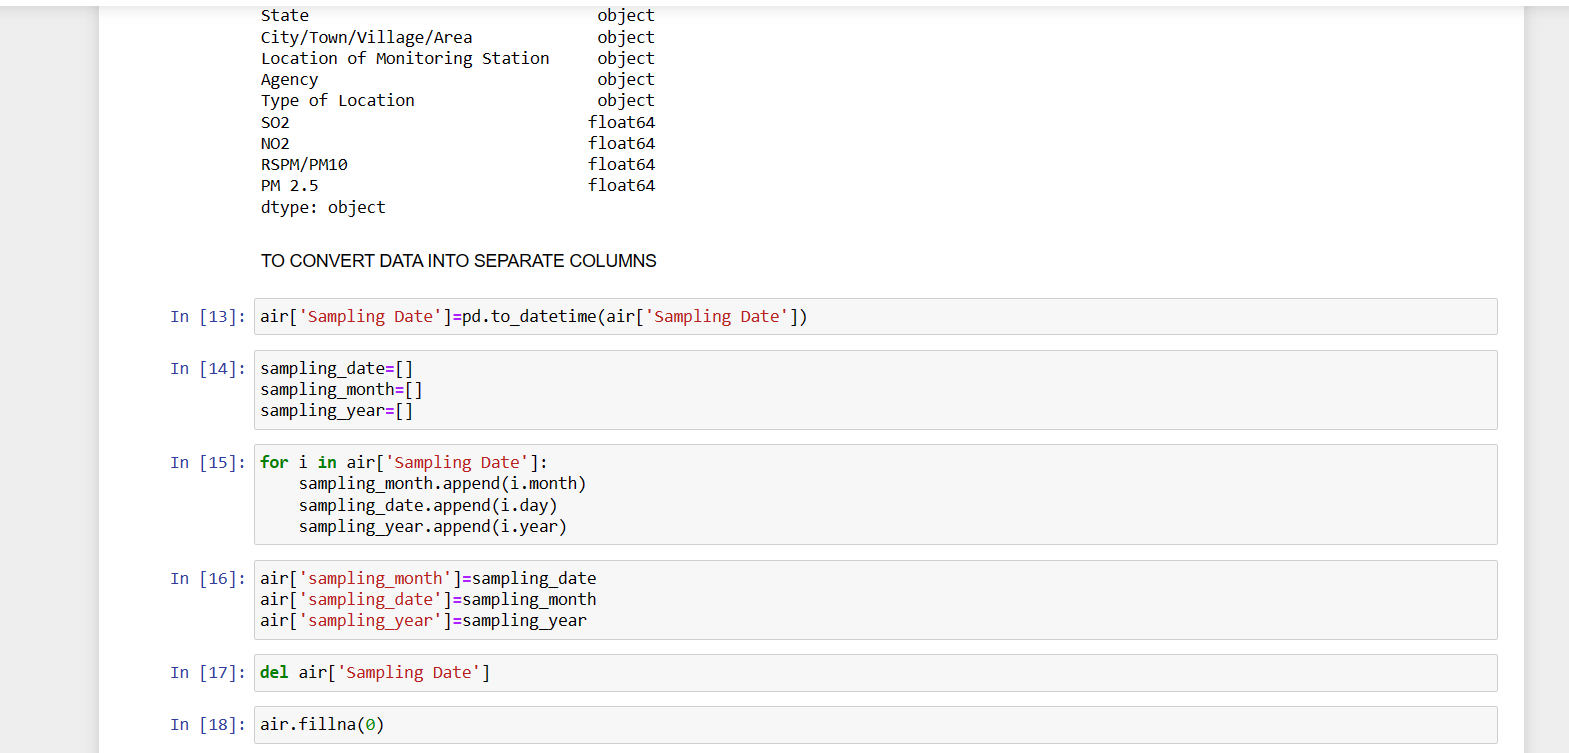 State object
City/Town/Village/Area object
Location of Monitoring Station object
Agency object
Type of Location object
SO2 float64
NO2 float64
RSPM/PM10 float64
PM 2.5 float64
dtype: object
TO CONVERT DATA INTO SEPARATE COLUMNS
In [13]: air['Sampling Date']=pd.to_datetime(air['Sampling Date'])
In [14]: sampling_date=[]
sampling_month=[]
sampling_year=[]
In [15]: for i in air['Sampling Date']:
    sampling_month.append(i.month)
    sampling_date.append(i.day)
    sampling_year.append(i.year)
In [16]: air['sampling_month']=sampling_date
air['sampling_date']=sampling_month
air['sampling_year']=sampling_year
In [17]: del air['Sampling Date']
In [18]: air.fillna(0)